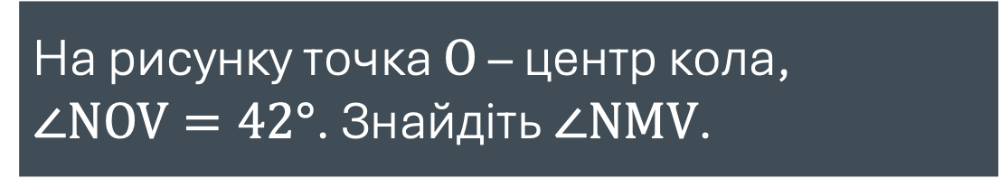 На рисунку точка O – центр кола,
∠NOV = 42°. Знайдіть ∠NMV.